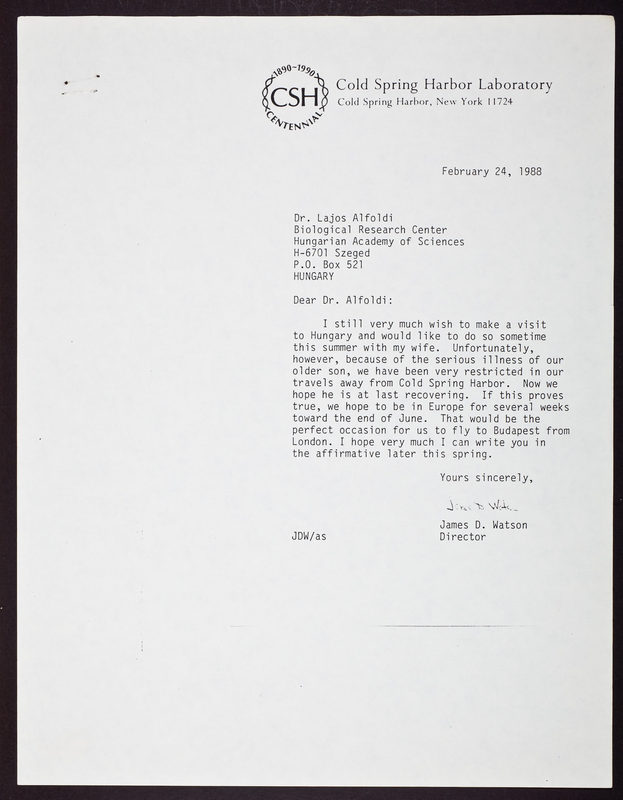 1890~1990
CSH
CENTENNIAL
Cold Spring Harbor Laboratory
Cold Spring Harbor, New York 11724
February 24, 1988
Dr. Lajos Alfoldi
Biological Research Center
Hungarian Academy of Sciences
H-6701 Szeged
P.O. Box 521
HUNGARY
Dear Dr. Alfoldi:
I still very much wish to make a visit
to Hungary and would like to do so sometime
this summer with my wife.  Unfortunately,
however, because of the serious illness of our
older son, we have been very restricted in our
travels away from Cold Spring Harbor.  Now we
hope he is at last recovering.  If this proves
true, we hope to be in Europe for several weeks
toward the end of June.  That would be the
perfect occasion for us to fly to Budapest from
London. I hope very much I can write you in
the affirmative later this spring.
Yours sincerely,
James D. Watson
JDW/as
Director